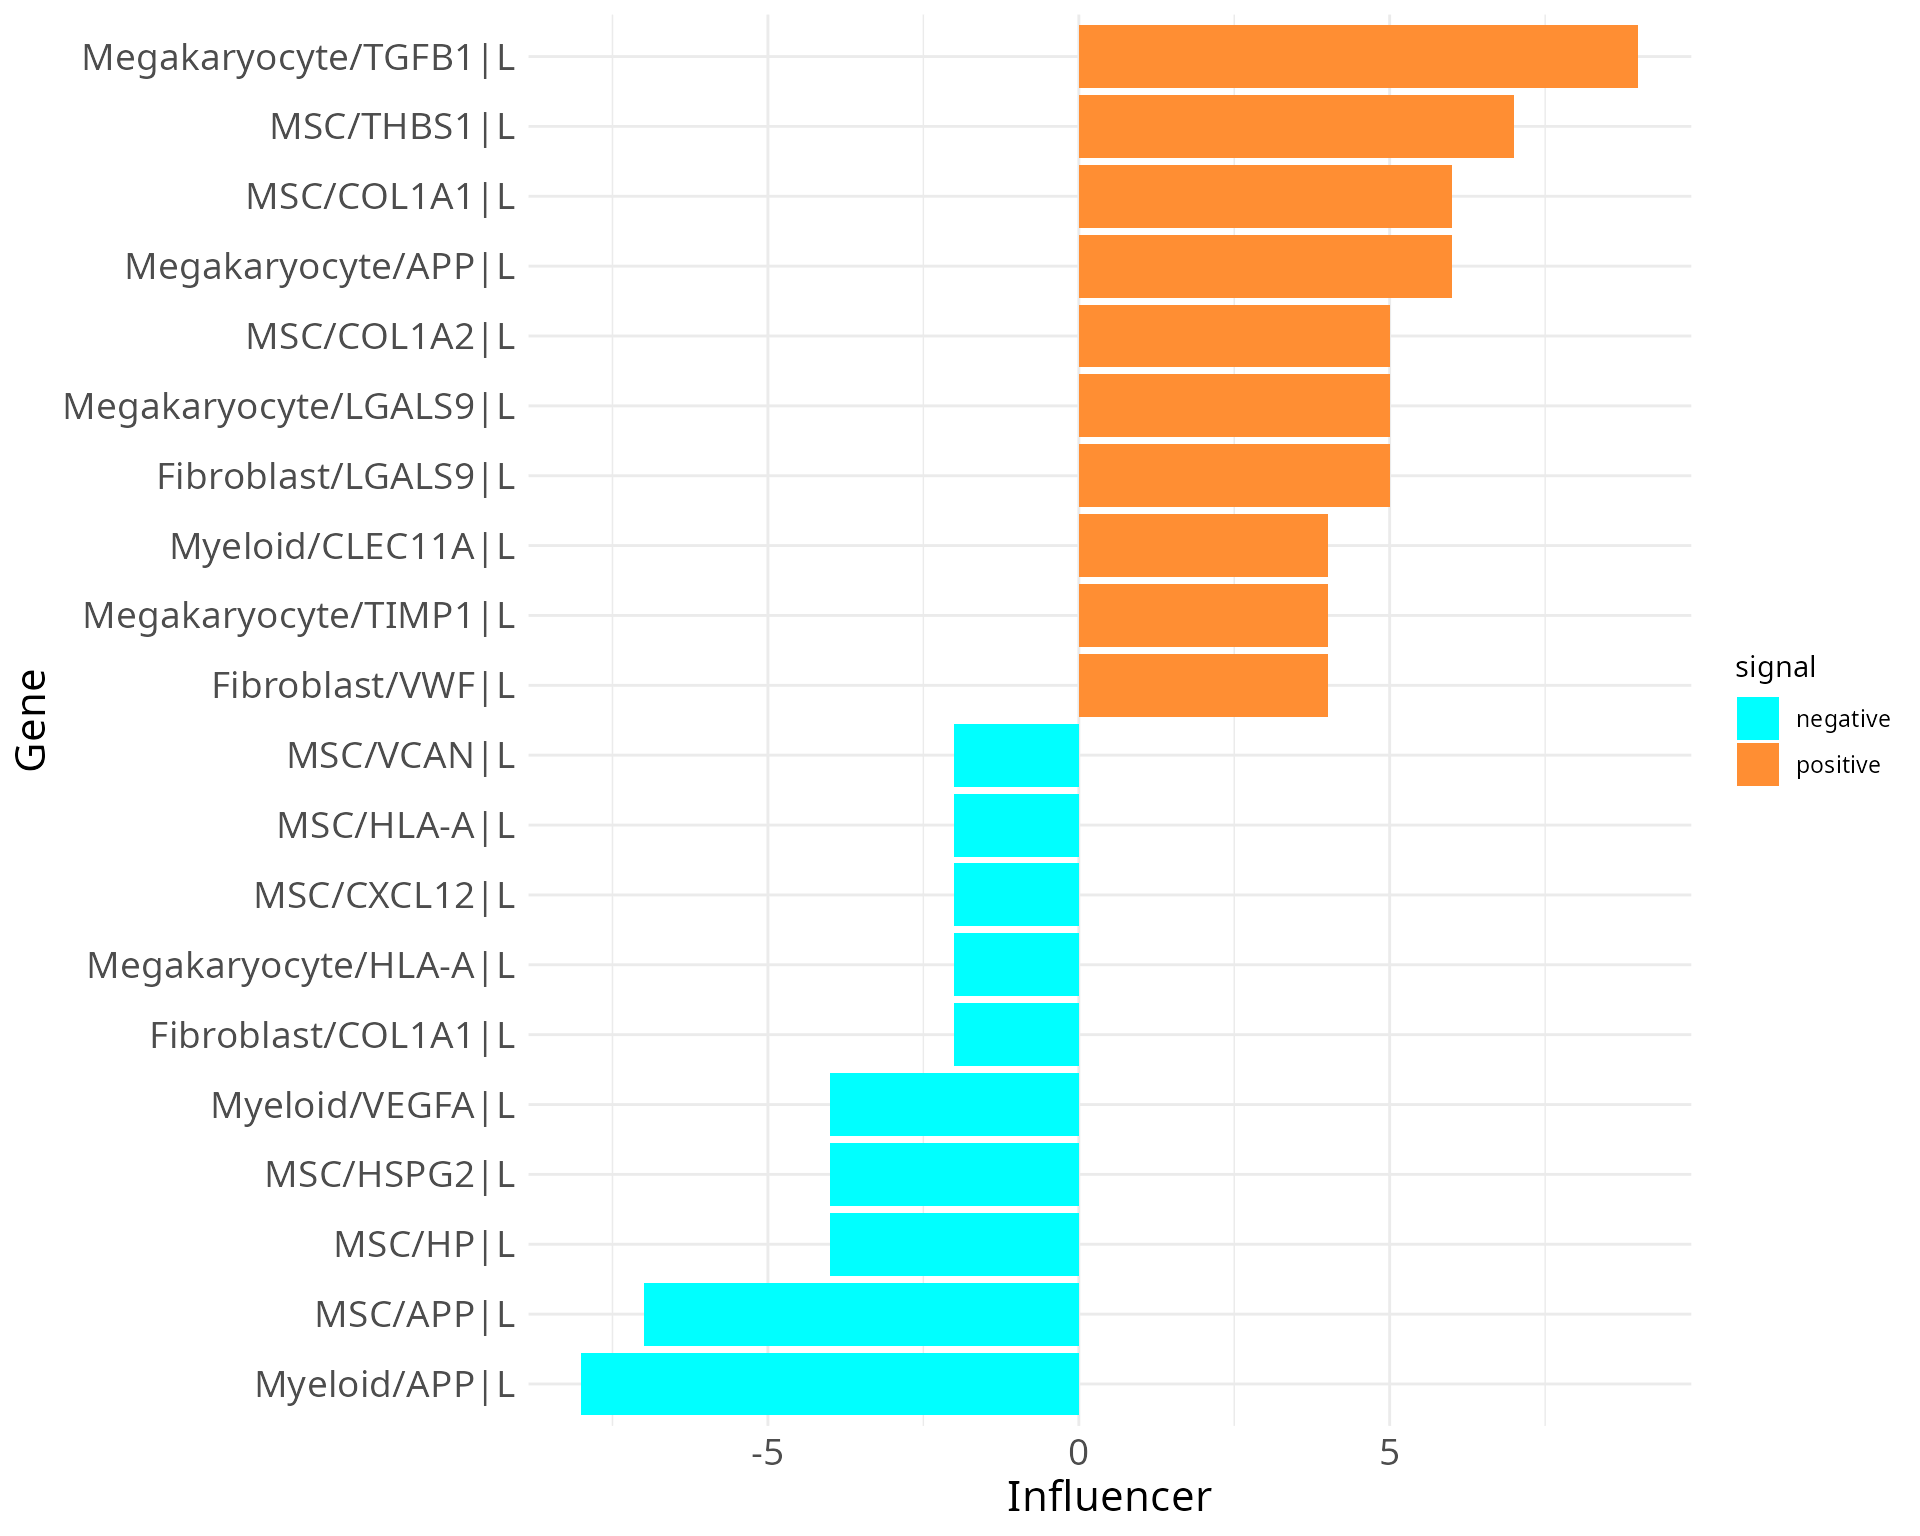 Megakaryocyte/TGFB1|L
MSC/THBS1|L
MSC/COL1A1|L
Megakaryocyte/APP|L
MSC/COL1A2|L
Megakaryocyte/LGALS9|L
Fibroblast/LGALS9|L
Myeloid/CLEC11A|L
Megakaryocyte/TIMP1|L
Fibroblast/VWF|L
MSC/VCAN|L
MSC/HLA-A|L
MSC/CXCL12|L
Megakaryocyte/HLA-A|L
Fibroblast/COL1A1|L
Myeloid/VEGFA|L
MSC/HSPG2|L
MSC/HP|L
MSC/APP|L
Myeloid/APP|L
Gene
-5 0 5
Influencer
signal
negative
positive